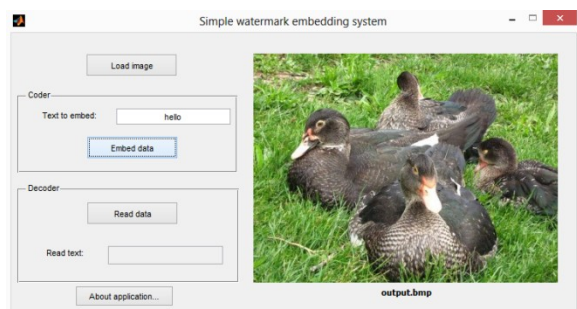 Simple watermark embedding system
Load image
Coder
Text to embed: hello
Embed data
Decoder
Read data
Read text:
About application...
output.bmp